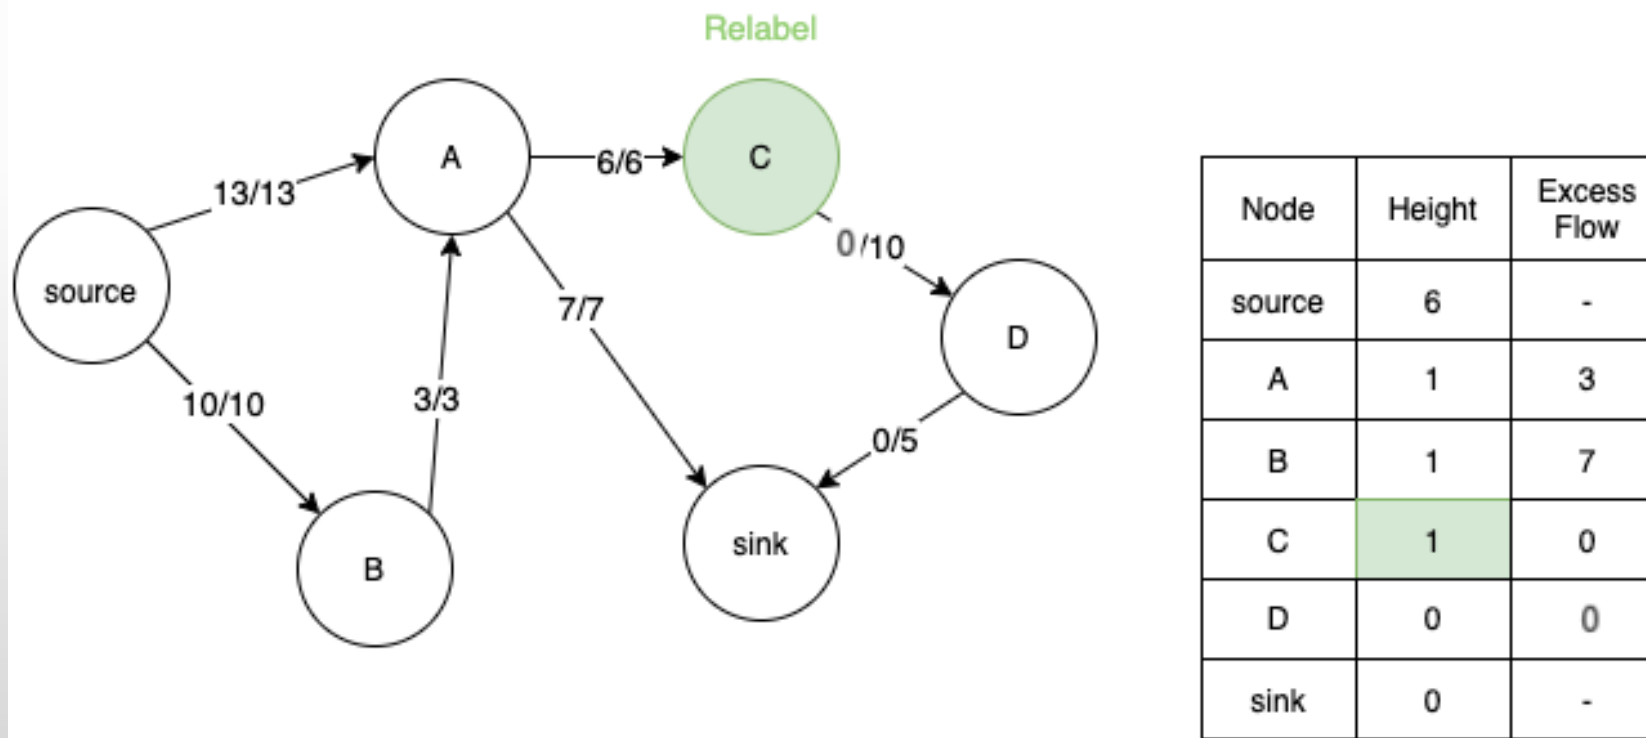 Relabel
A
6/6
C
13/13
0/10
source
7/7
D
10/10
3/3
0/5
B
sink
Node Height Excess Flow
source 6 -
A 1 3
B 1 7
C 1 0
D 0 0
sink 0 -